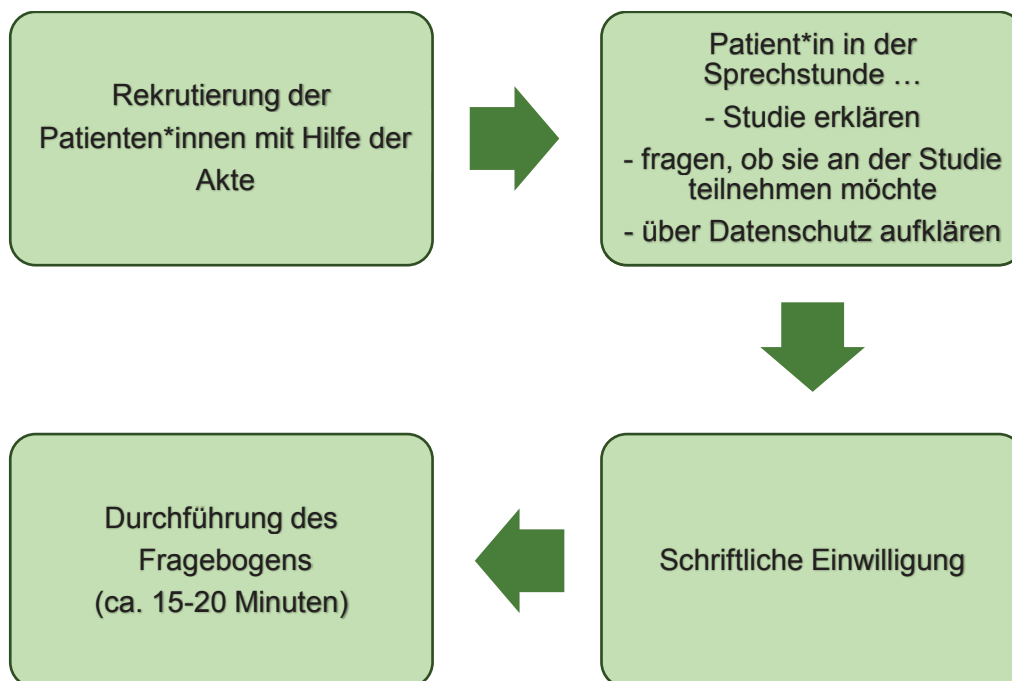 Rekrutierung der
Patienten*innen mit Hilfe der
Akte
Patient*in in der
Sprechstunde …
- Studie erklären
- fragen, ob sie an der Studie
teilnehmen möchte
- über Datenschutz aufklären
Schriftliche Einwilligung
Durchführung des
Fragebogens
(ca. 15-20 Minuten)